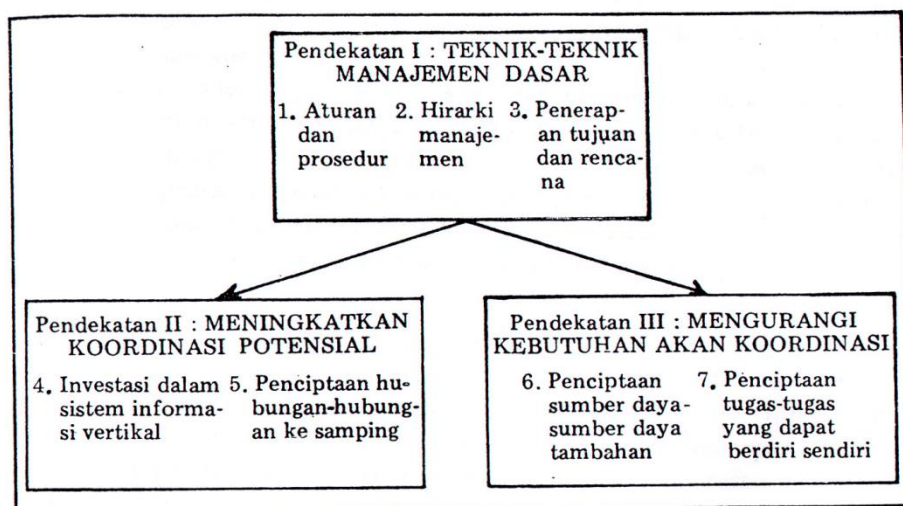 Pendekatan I : TEKNIK-TEKNIK
MANAJEMEN DASAR
1. Aturan dan prosedur
2. Hirarki manaje-men
3. Penerap-an tujuan dan renca-na
Pendekatan II : MENINGKATKAN
KOORDINASI POTENSIAL
4. Investasi dalam sistem informa-si vertikal
5. Penciptaan hu-bungan-hubung-an ke samping
Pendekatan III : MENGURANGI
KEBUTUHAN AKAN KOORDINASI
6. Penciptaan sumber daya-sumber daya tambahan
7. Penciptaan tugas-tugas yang dapat berdiri sendiri